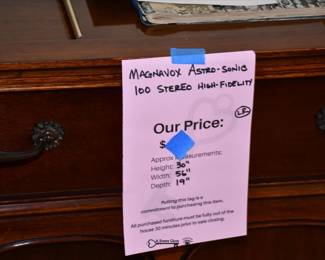 MAGNAVOX ASTRO-SONIC
100 STEREO HIGH-FIDELITY
LR
Our Price:
$
Approx Measurements:
Height: 30"
Width: 56"
Depth: 19"
Putting this tag is a
commitment to purchasing this item.
All purchased furniture must be fully out of the
house 30 minutes prior to sale closing.